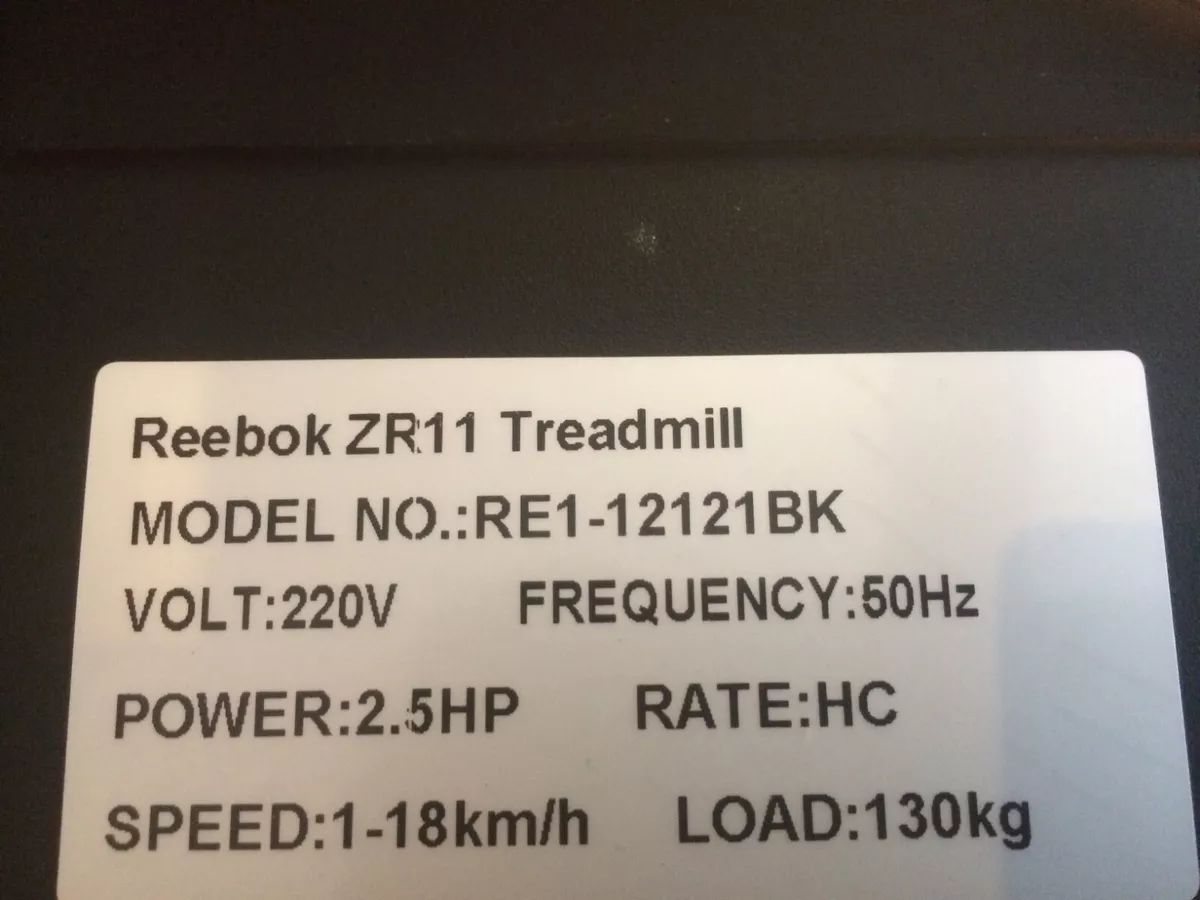 Reebok ZR11 Treadmill
MODEL NO.:RE1-12121BK
VOLT:220V FREQUENCY:50Hz
POWER:2.5HP RATE:HC
SPEED:1-18km/h LOAD:130kg